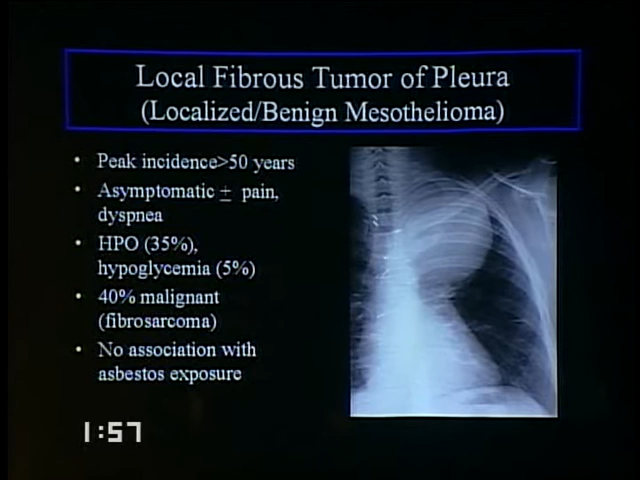 Local Fibrous Tumor of Pleura
(Localized/Benign Mesothelioma)
• Peak incidence>50 years
• Asymptomatic ± pain,
dyspnea
• HPO (35%),
hypoglycemia (5%)
• 40% malignant
(fibrosarcoma)
• No association with
asbestos exposure
1:57